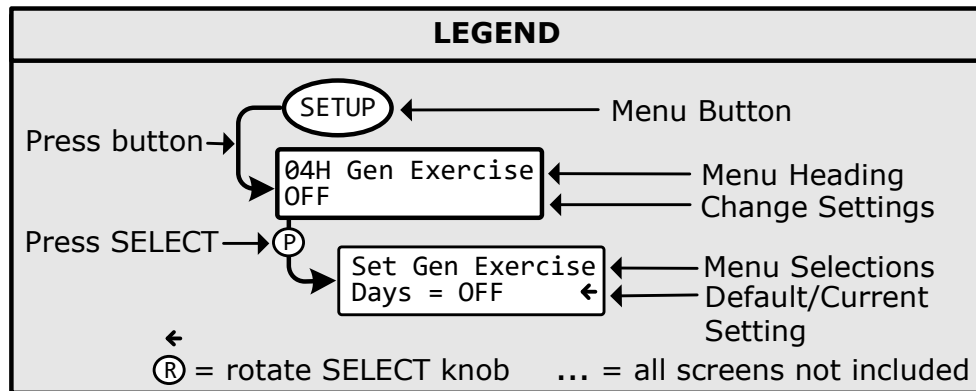 LEGEND
SETUP
Menu Button
Press button
04H Gen Exercise
OFF
Menu Heading
Change Settings
Press SELECT
P
Set Gen Exercise
Days = OFF ←
Menu Selections
Default/Current
Setting
←
R = rotate SELECT knob ... = all screens not included